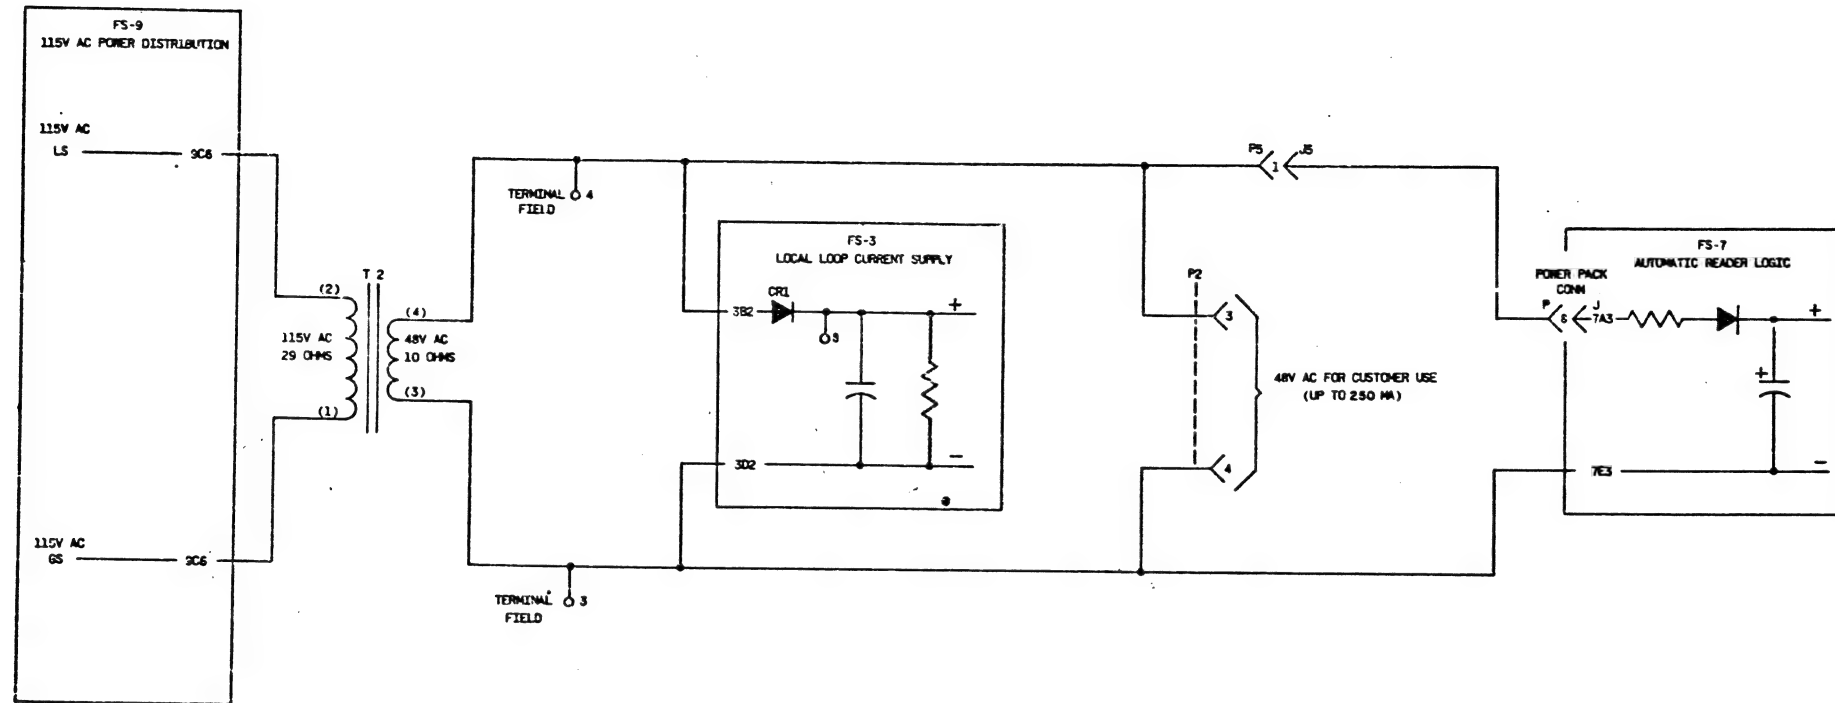 FS-9
115V AC POWER DISTRIBUTION
115V AC
LS
9C6
115V AC
GS
9C6
T 2
(2)
(1)
115V AC
29 OHMS
(4)
48V AC
10 OHMS
(3)
TERMINAL 4
FIELD
TERMINAL 3
FIELD
FS-3
LOCAL LOOP CURRENT SUPPLY
CR1
3B2
+
3D2
−
P2
3
4
48V AC FOR CUSTOMER USE
(UP TO 250 MA)
P5
1
J5
FS-7
AUTOMATIC READER LOGIC
POWER PACK
CONN
P
6
J
7A3
+
+
7E3
−